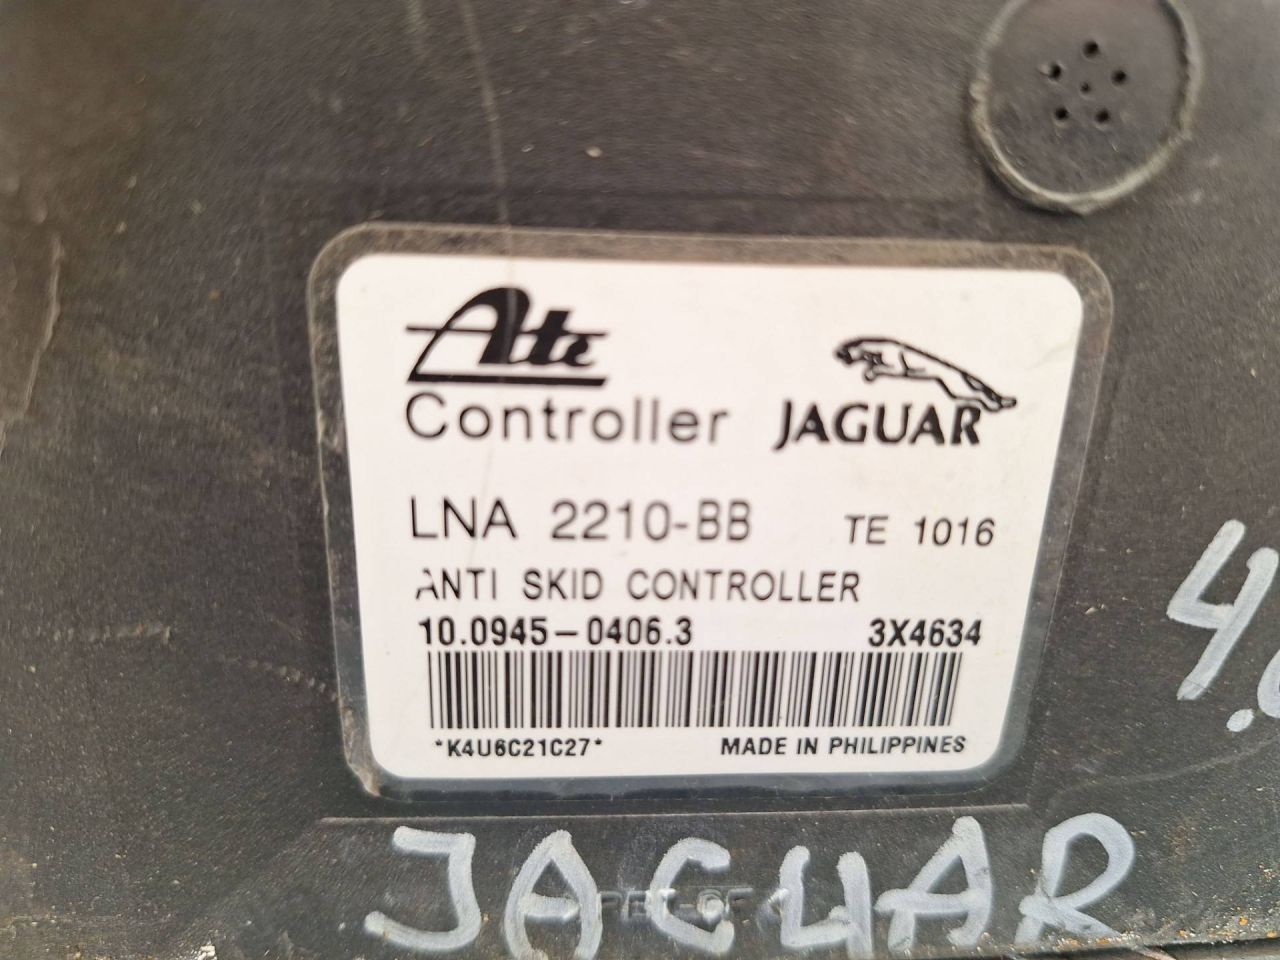 Ate
Controller JAGUAR
LNA 2210-BB TE 1016
ANTI SKID CONTROLLER
10.0945-0406.3 3X4634
*K4U6C21C27* MADE IN PHILIPPINES
JAGUAR